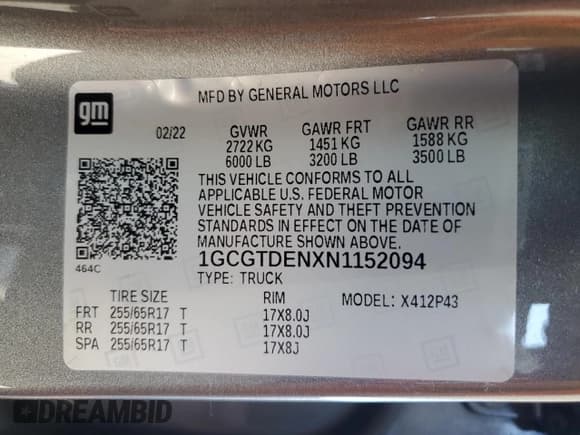 gm
MFD BY GENERAL MOTORS LLC
02/22 GVWR GAWR FRT GAWR RR
2722 KG 1451 KG 1588 KG
6000 LB 3200 LB 3500 LB
THIS VEHICLE CONFORMS TO ALL
APPLICABLE U.S. FEDERAL MOTOR
VEHICLE SAFETY AND THEFT PREVENTION
STANDARDS IN EFFECT ON THE DATE OF
MANUFACTURE SHOWN ABOVE.
464C
1GCGTDENXN1152094
TYPE: TRUCK
TIRE SIZE RIM MODEL: X412P43
FRT 255/65R17 T 17X8.0J
RR 255/65R17 T 17X8.0J
SPA 255/65R17 T 17X8J
DREAMBID